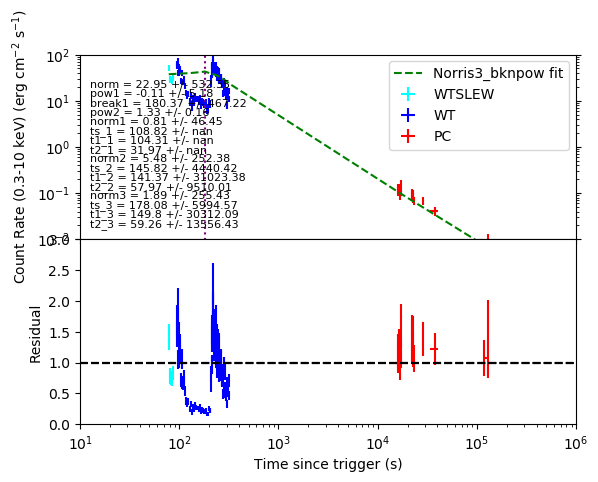 Count Rate (0.3-10 keV) (erg cm⁻² s⁻¹)
10²
10¹
10⁰
10⁻¹
Norris3_bknpow fit
WTSLEW
WT
PC
norm = 22.95 +/- 532.53
pow1 = -0.11 +/-
break1 = 180.37
pow2 = 1.33 +/-
norm1 = 0.81 +/- 46.45
ts_1 = 108.82 +/- nan
t1_1 = 104.31 +/- nan
t2_1 = 31.97 +/- nan
norm2 = 5.48 +/- 252.38
ts_2 = 145.82 +/- 4440.42
t1_2 = 141.37 +/- 31023.38
t2_2 = 57.97 +/- 9510.01
norm3 = 1.89 +/- 255.43
ts_3 = 178.08 +/- 5994.57
t1_3 = 149.8 +/- 30312.09
t2_3 = 59.26 +/- 13556.43
Residual
2.5
2.0
1.5
1.0
0.5
0.0
10¹ 10² 10³ 10⁴ 10⁵ 10⁶
Time since trigger (s)